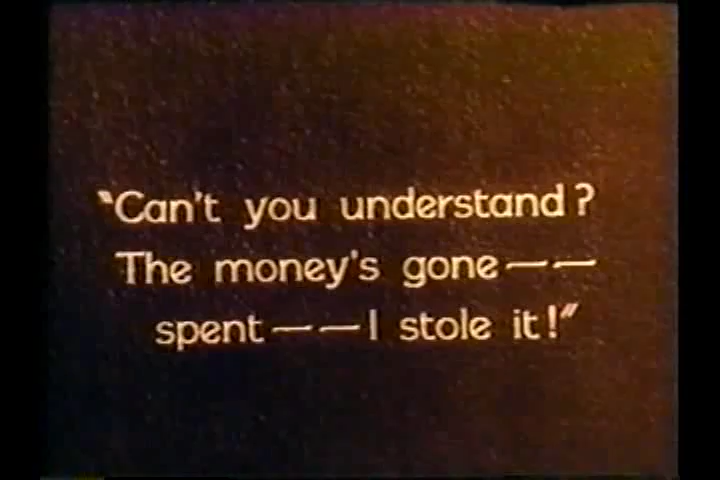 "Can't you understand?
The money's gone——
spent——I stole it!"